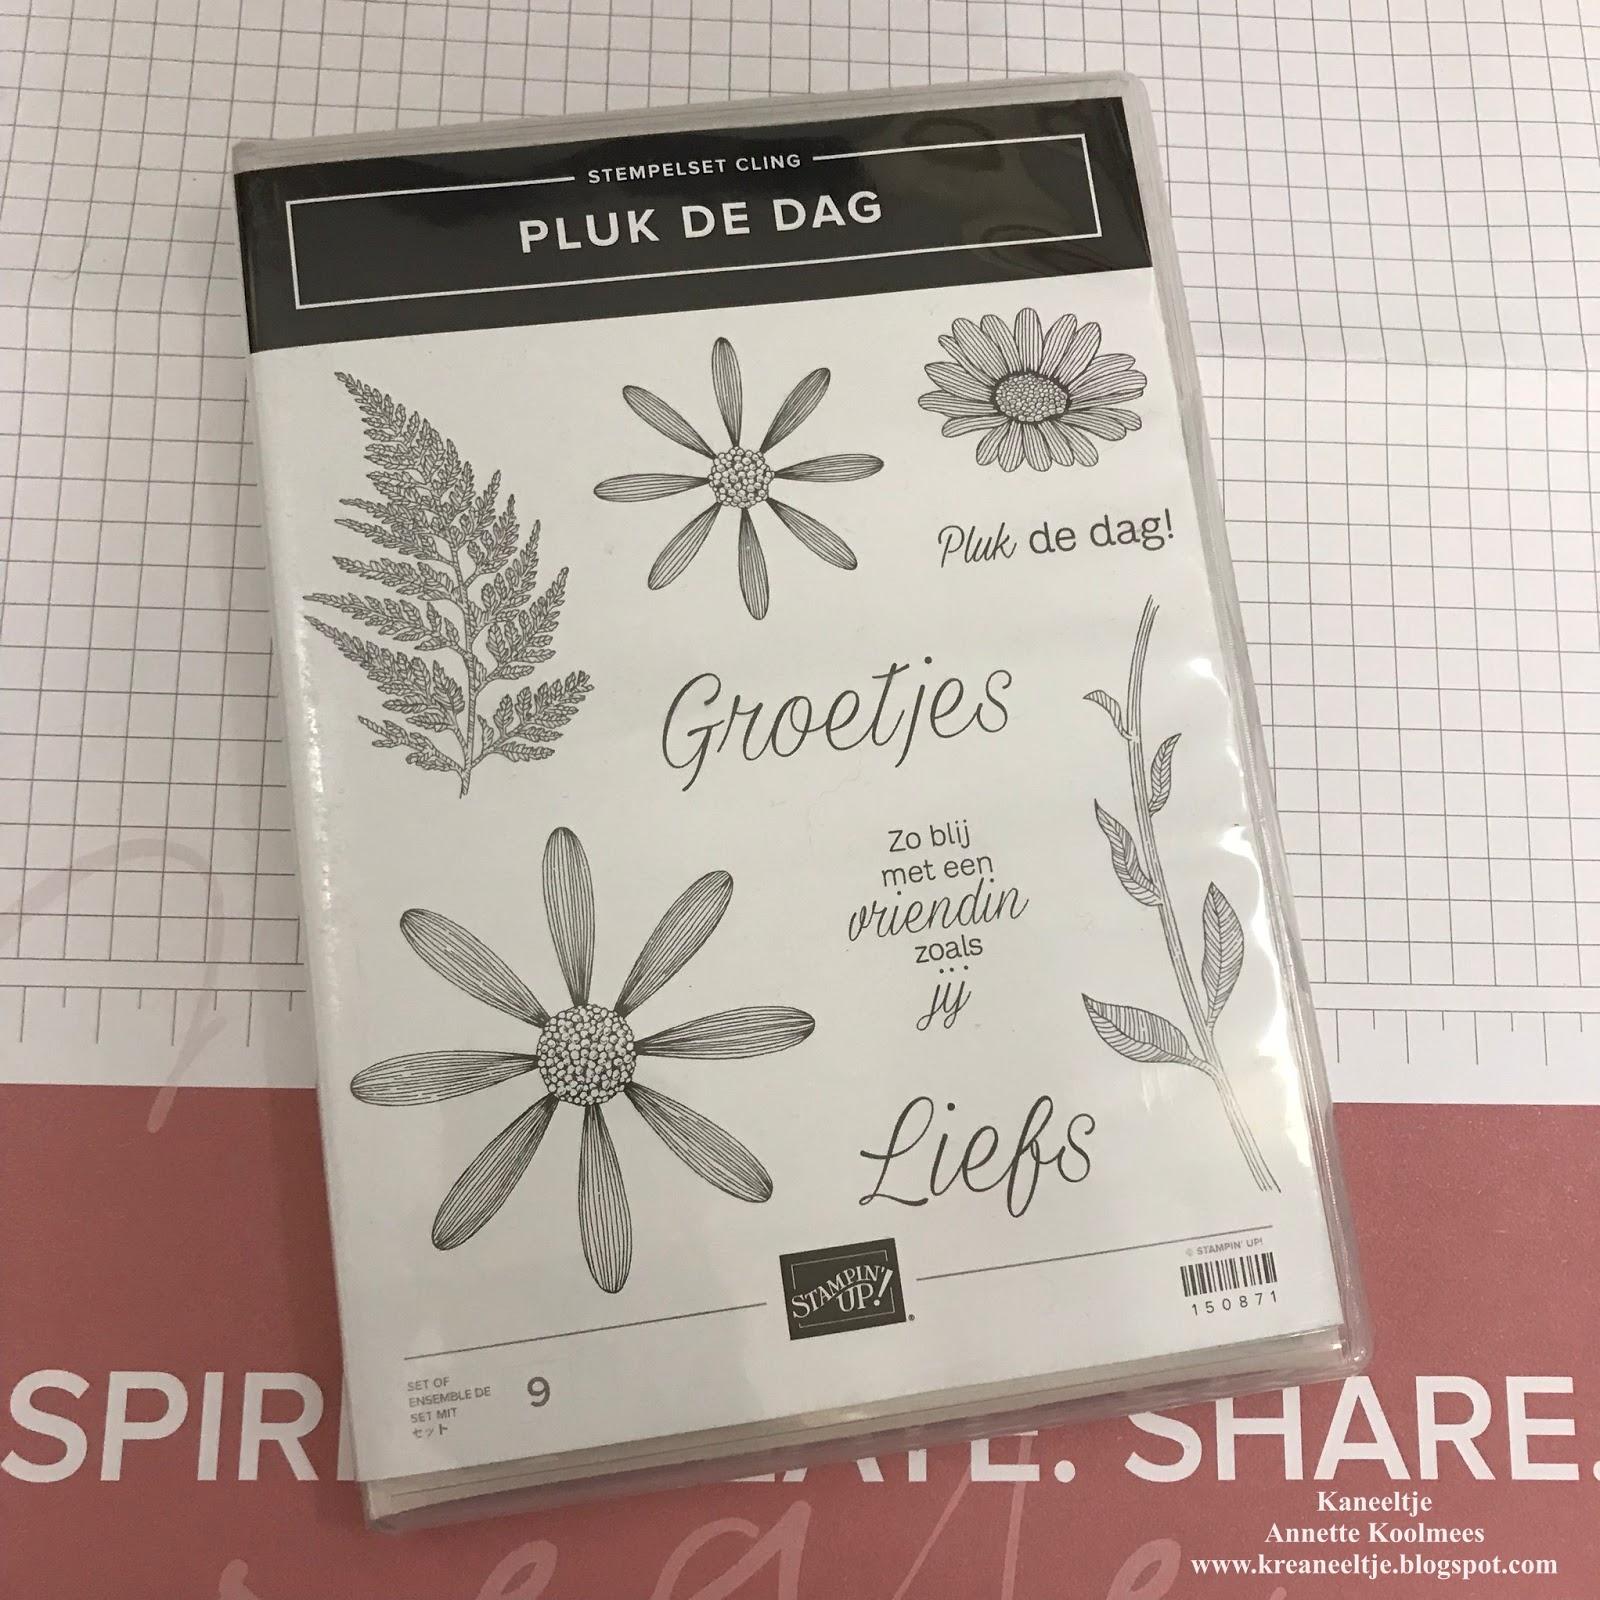 STEMPELSET CLING
PLUK DE DAG
Pluk de dag!
Groetjes
Zo blij
met een
vriendin
zoals
jij
Liefs
STAMPIN'
UP!
®
© STAMPIN' UP!
150871
SET OF
ENSEMBLE DE
SET MIT
セット
9
SHARE.
Kaneeltje
Annette Koolmees
www.kreaneeltje.blogspot.com